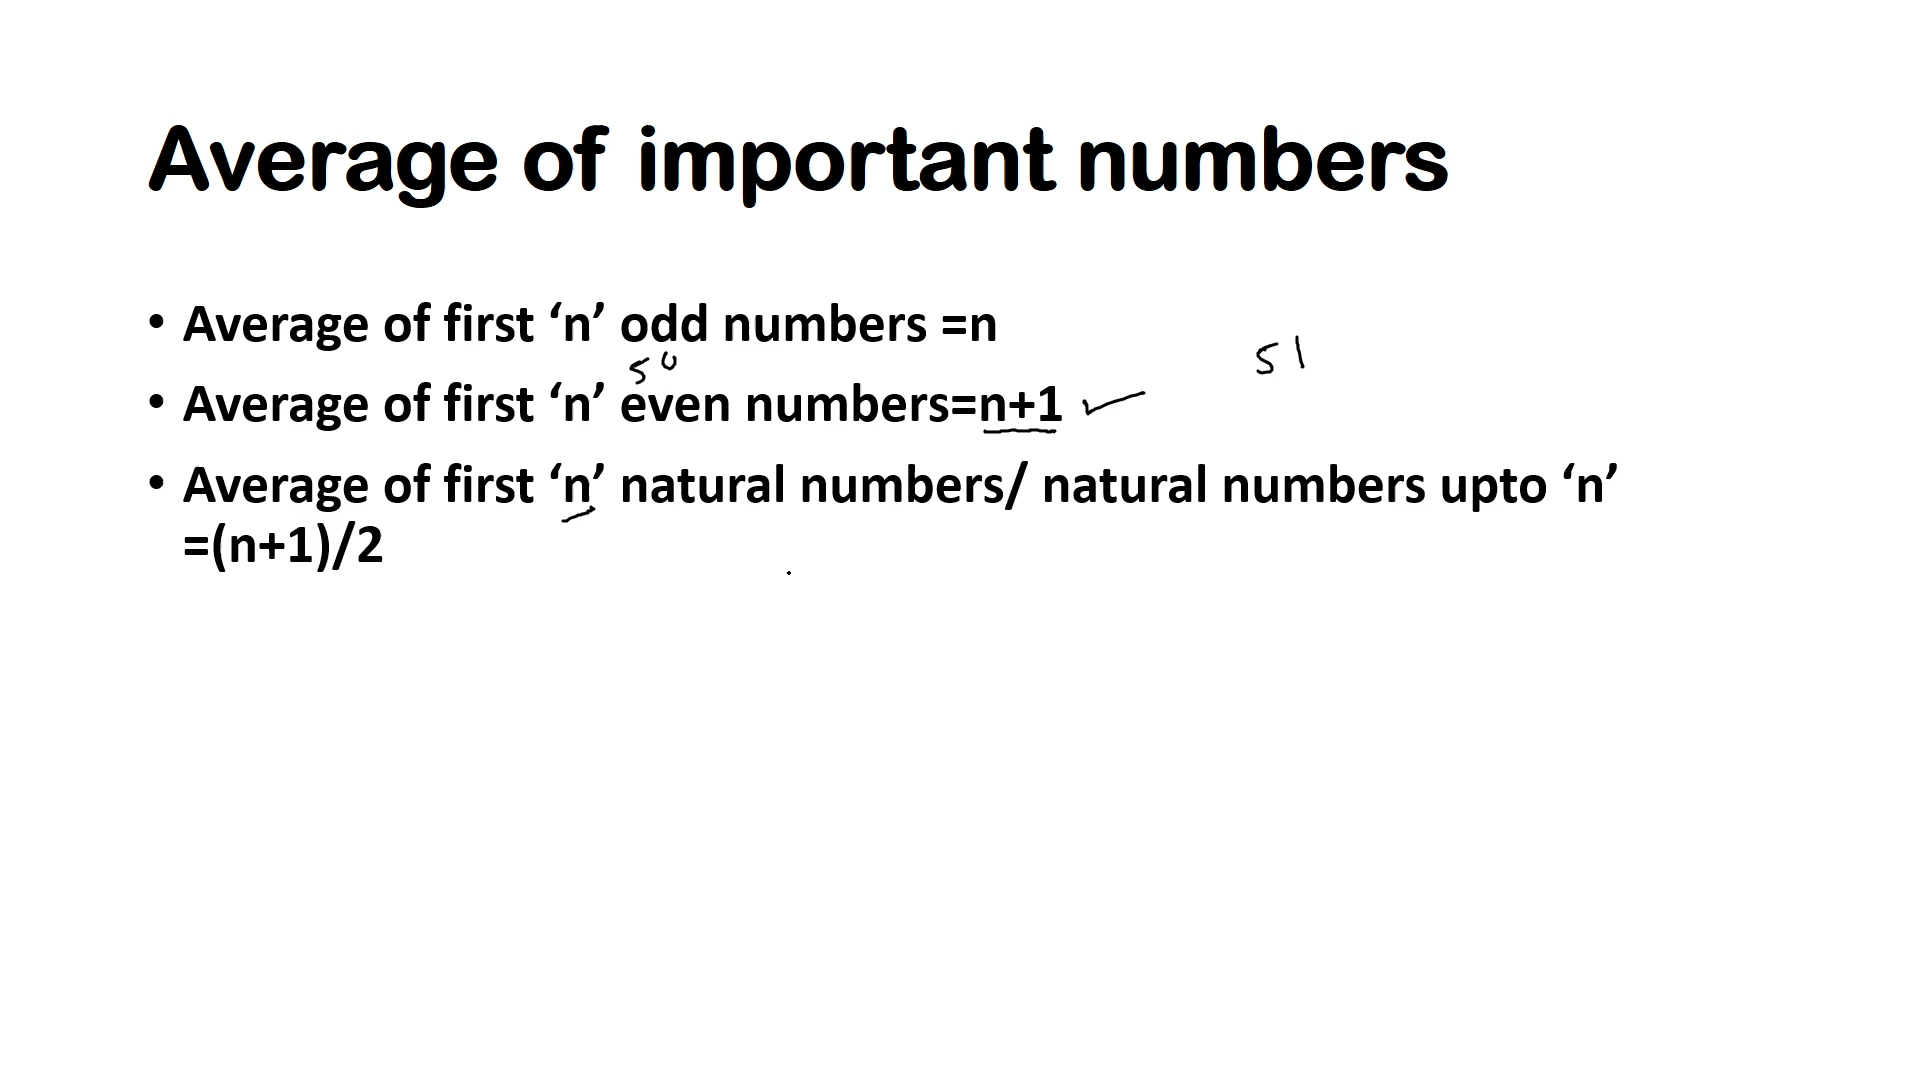 Average of important numbers
• Average of first ‘n’ odd numbers =n
50
51
• Average of first ‘n’ even numbers=n+1
• Average of first ‘n’ natural numbers/ natural numbers upto ‘n’
=(n+1)/2